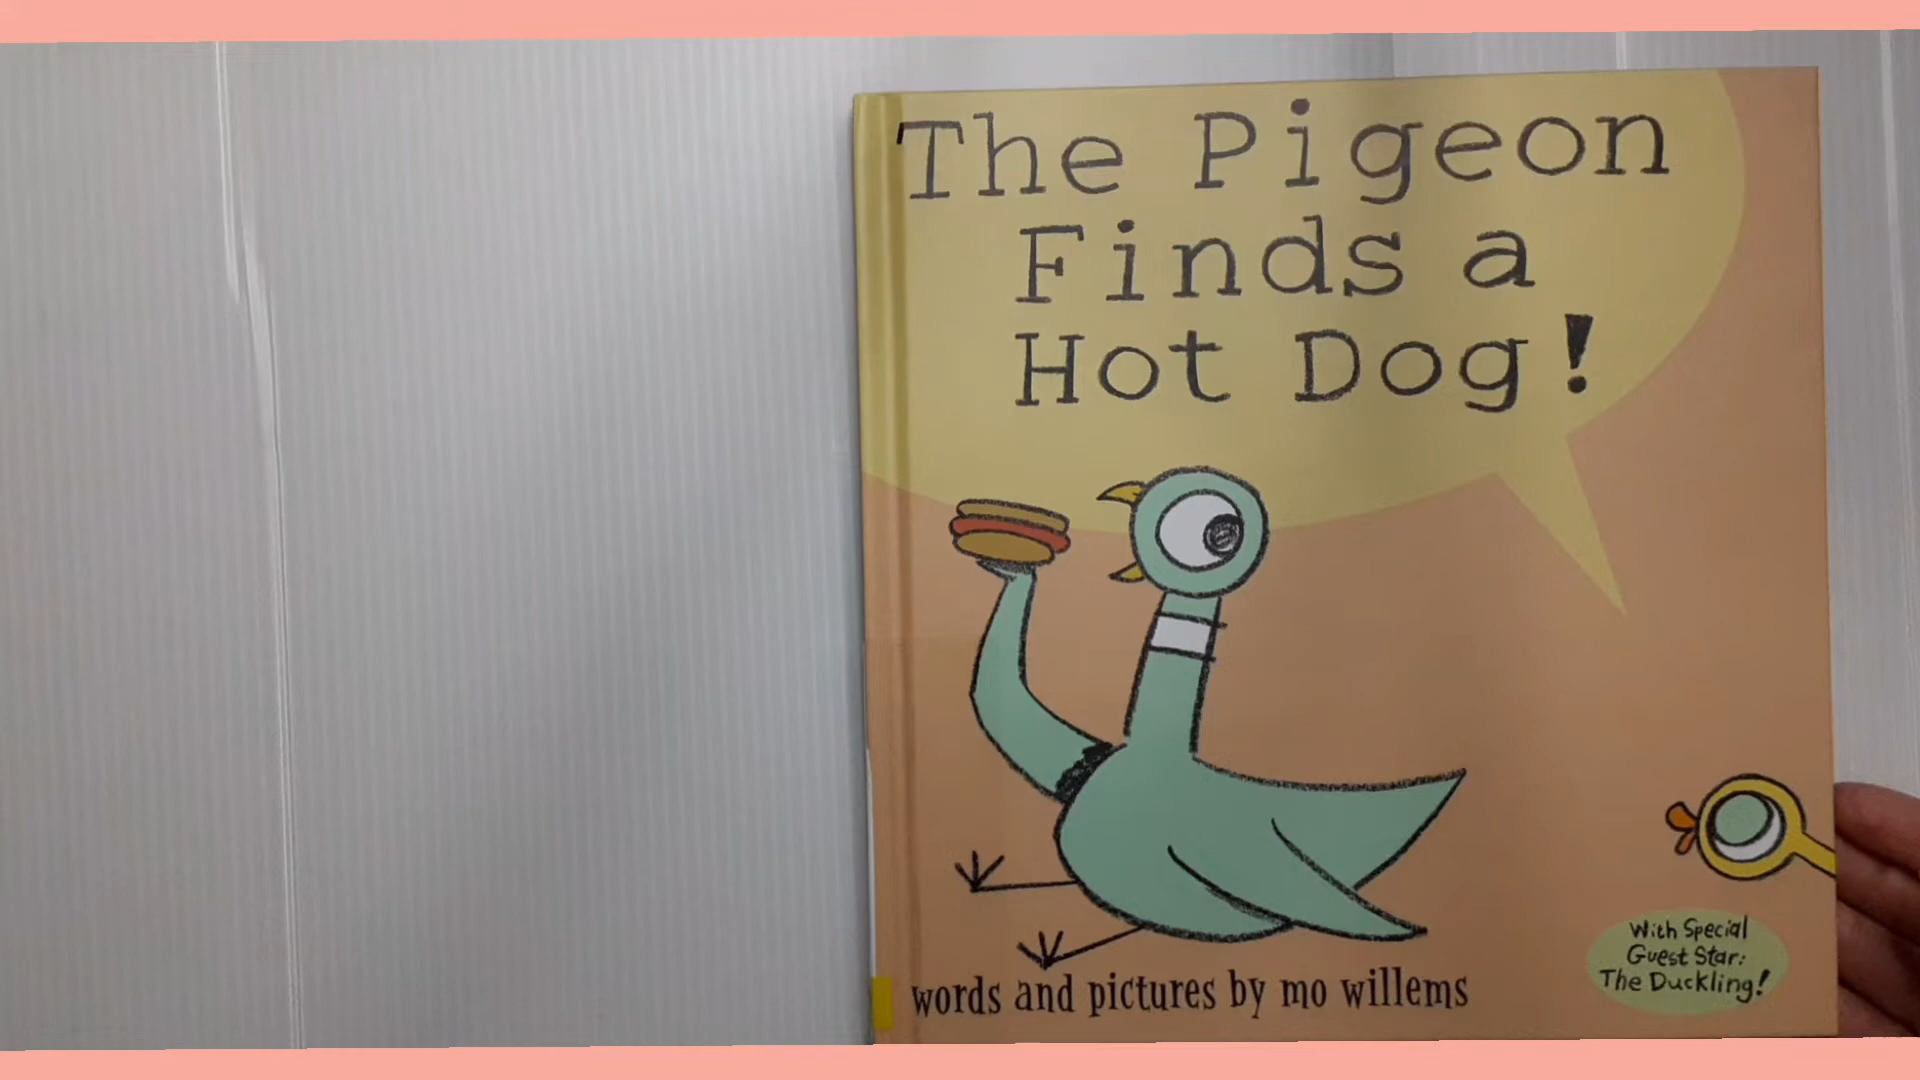 The Pigeon
Finds a
Hot Dog!
words and pictures by mo willems
With Special
Guest Star:
The Duckling!